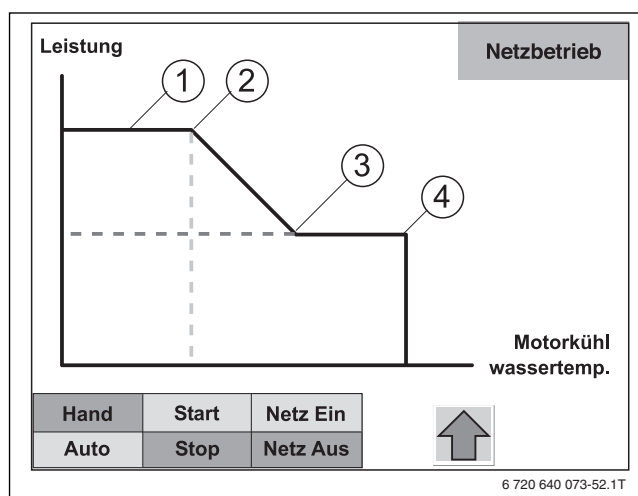 Leistung
Netzbetrieb
1
2
3
4
Motorkühl
wassertemp.
Hand Start Netz Ein
Auto Stop Netz Aus
6 720 640 073-52.1T